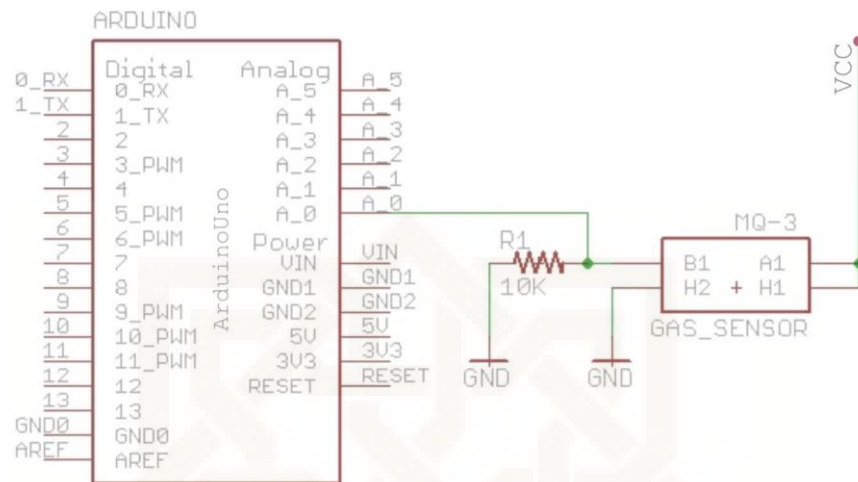 ARDUINO
Digital Analog
0_RX 0_RX A_5 A_5
1_TX 1_TX A_4 A_4
2 2 A_3 A_3
3 3_PWM A_2 A_2
4 4 A_1 A_1
5 5_PWM A_0 A_0
6 6_PWM Power
7 7 VIN VIN
8 8 GND1 GND1
9 9_PWM GND2 GND2
10 10_PWM 5V 5V
11 11_PWM 3V3 3V3
12 12 RESET RESET
13 13
GND0 GND0
AREF AREF
ArduinoUno
R1
10K
GND
GND
VCC
MQ-3
B1 A1
H2 + H1
GAS_SENSOR